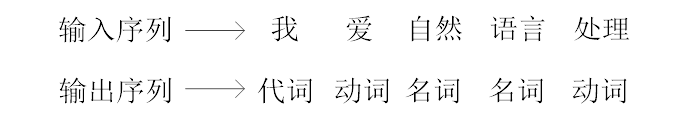 输入序列 → 我 爱 自然 语言 处理
输出序列 → 代词 动词 名词 名词 动词